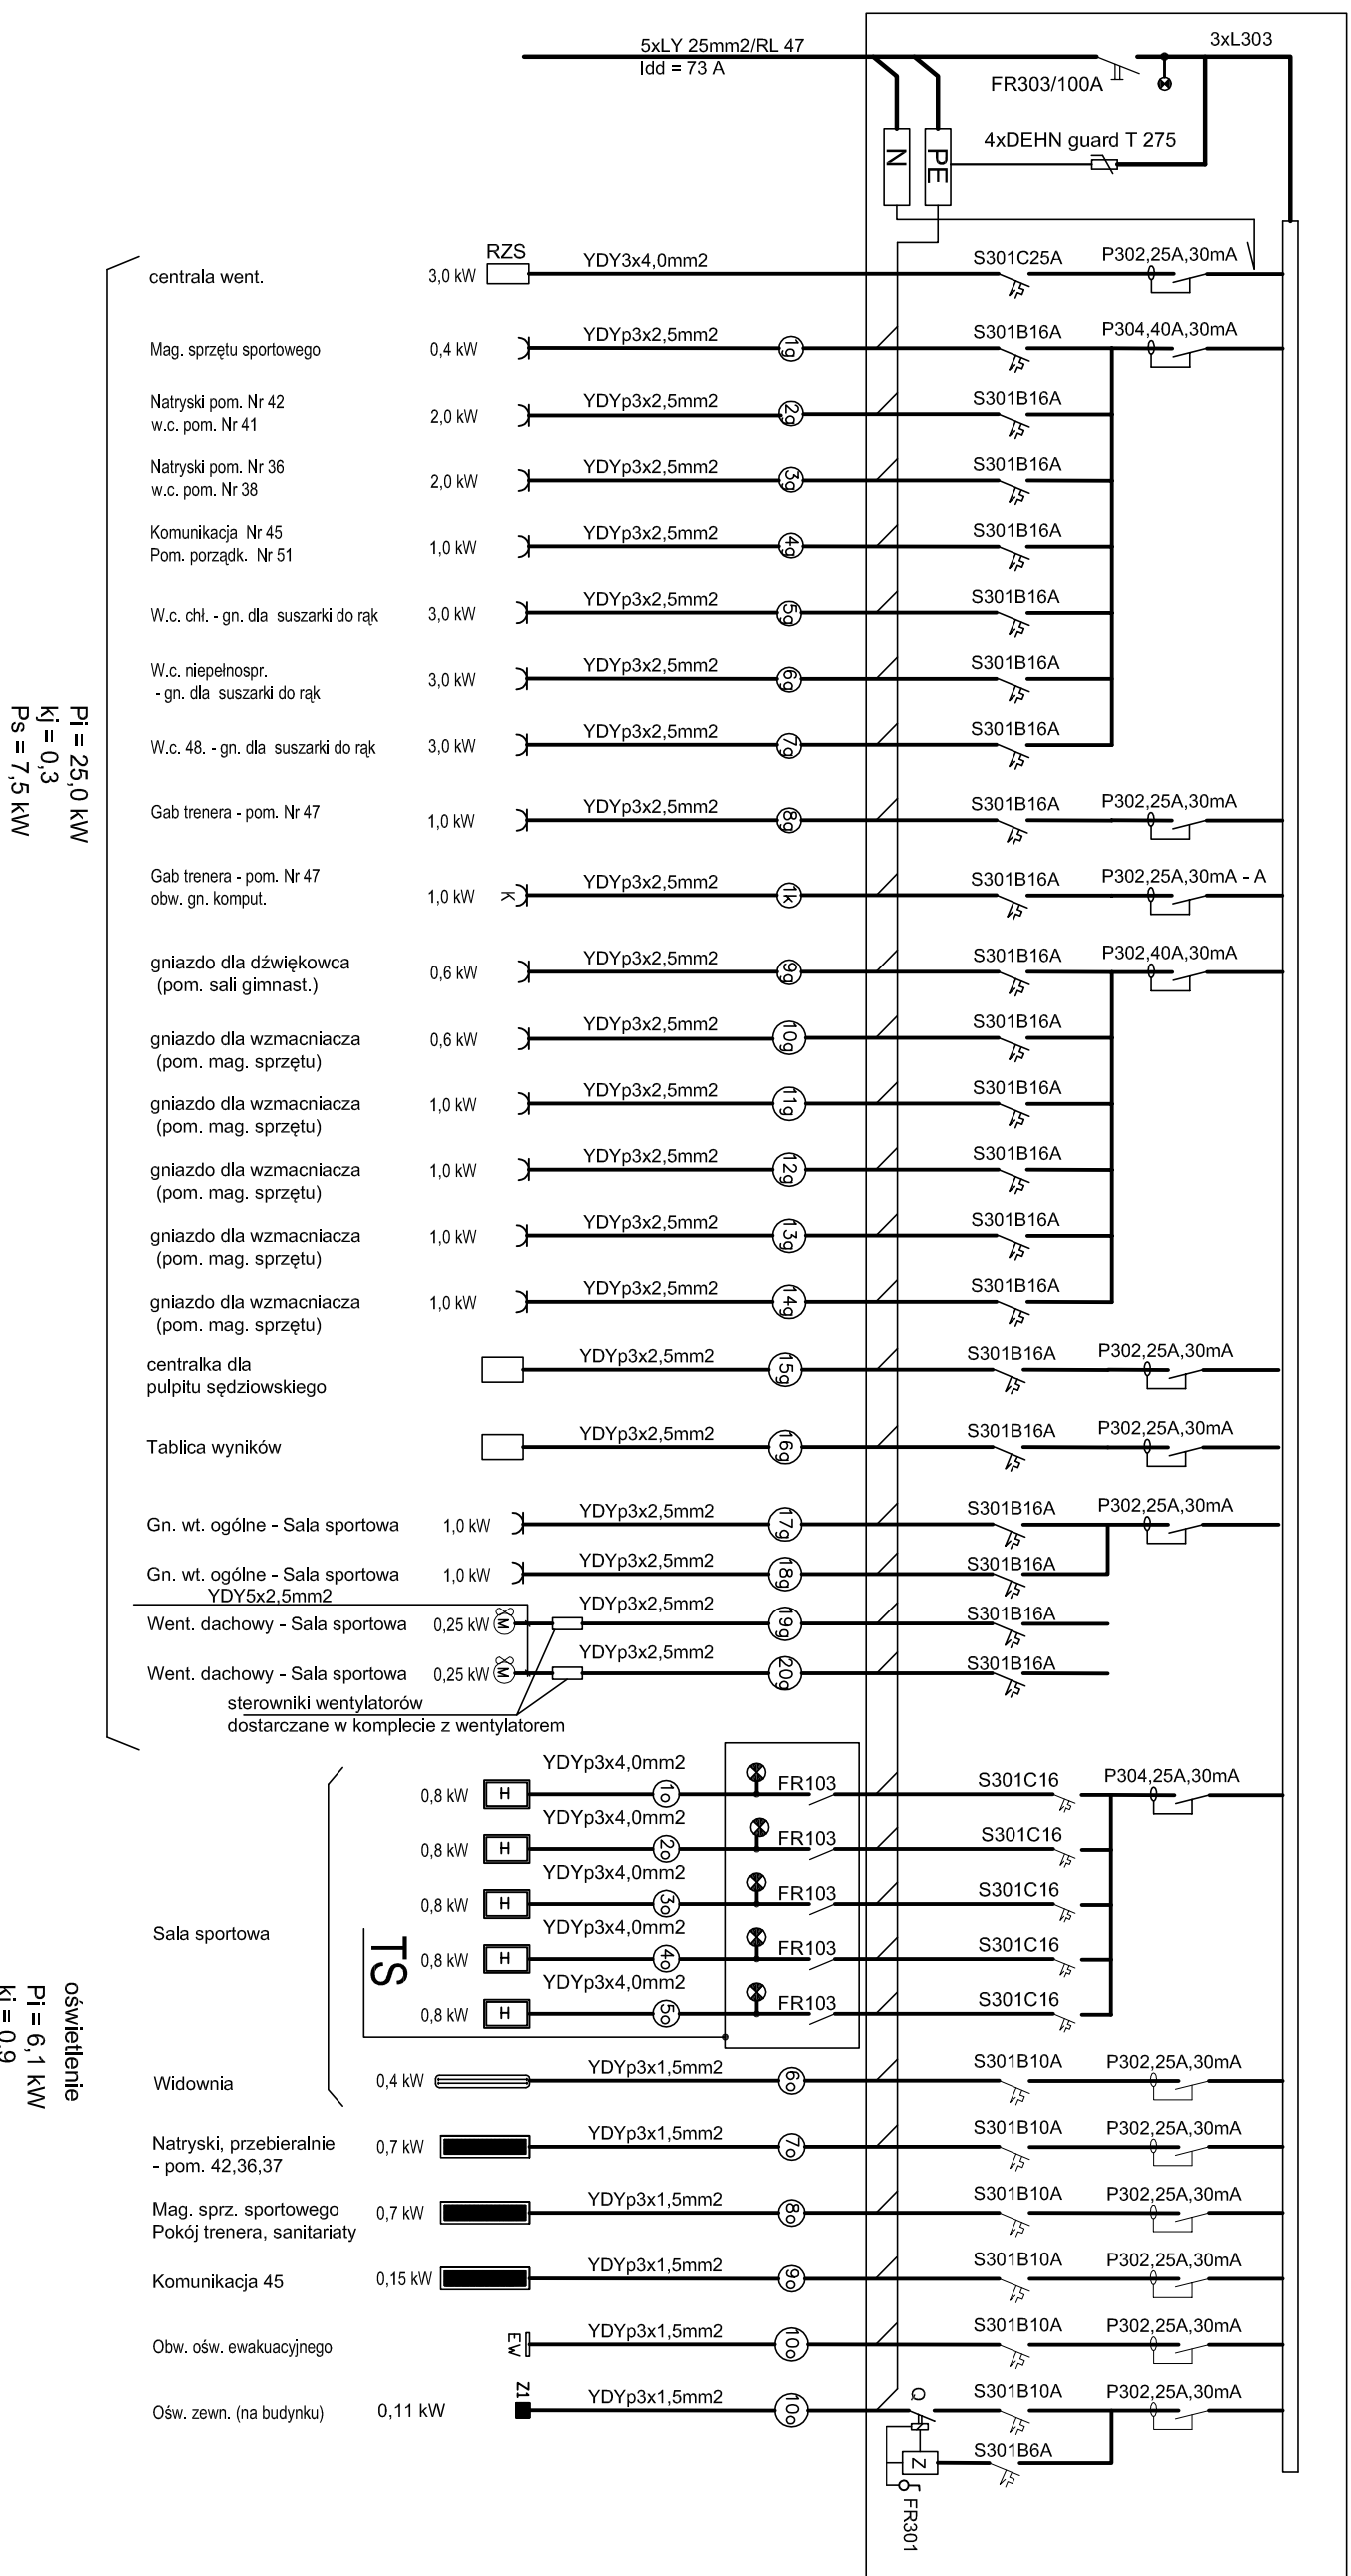 5xLY 25mm2/RL 47
Idd = 73 A
3xL303
FR303/100A
4xDEHN guard T 275
N
PE
centrala went.
3,0 kW
RZS
YDY3x4,0mm2
S301C25A
P302,25A,30mA
Mag. sprzętu sportowego
0,4 kW
YDYp3x2,5mm2
1g
S301B16A
P304,40A,30mA
Natryski pom. Nr 42
w.c. pom. Nr 41
2,0 kW
YDYp3x2,5mm2
2g
S301B16A
Natryski pom. Nr 36
w.c. pom. Nr 38
2,0 kW
YDYp3x2,5mm2
3g
S301B16A
Komunikacja Nr 45
Pom. porządk. Nr 51
1,0 kW
YDYp3x2,5mm2
4g
S301B16A
W.c. chł. - gn. dla suszarki do rąk
3,0 kW
YDYp3x2,5mm2
5g
S301B16A
W.c. niepełnospr.
- gn. dla suszarki do rąk
3,0 kW
YDYp3x2,5mm2
6g
S301B16A
W.c. 48. - gn. dla suszarki do rąk
3,0 kW
YDYp3x2,5mm2
7g
S301B16A
Pi = 25,0 kW
kj = 0,3
Ps = 7,5 kW
Gab trenera - pom. Nr 47
1,0 kW
YDYp3x2,5mm2
8g
S301B16A
P302,25A,30mA
Gab trenera - pom. Nr 47
obw. gn. komput.
1,0 kW
K
YDYp3x2,5mm2
1k
S301B16A
P302,25A,30mA - A
gniazdo dla dźwiękowca
(pom. sali gimnast.)
0,6 kW
YDYp3x2,5mm2
9g
S301B16A
P302,40A,30mA
gniazdo dla wzmacniacza
(pom. mag. sprzętu)
0,6 kW
YDYp3x2,5mm2
10g
S301B16A
gniazdo dla wzmacniacza
(pom. mag. sprzętu)
1,0 kW
YDYp3x2,5mm2
11g
S301B16A
gniazdo dla wzmacniacza
(pom. mag. sprzętu)
1,0 kW
YDYp3x2,5mm2
12g
S301B16A
gniazdo dla wzmacniacza
(pom. mag. sprzętu)
1,0 kW
YDYp3x2,5mm2
13g
S301B16A
gniazdo dla wzmacniacza
(pom. mag. sprzętu)
1,0 kW
YDYp3x2,5mm2
14g
S301B16A
centralka dla
pulpitu sędziowskiego
YDYp3x2,5mm2
15g
S301B16A
P302,25A,30mA
Tablica wyników
YDYp3x2,5mm2
16g
S301B16A
P302,25A,30mA
Gn. wt. ogólne - Sala sportowa
1,0 kW
YDYp3x2,5mm2
17g
S301B16A
P302,25A,30mA
Gn. wt. ogólne - Sala sportowa
1,0 kW
YDYp3x2,5mm2
18g
S301B16A
YDY5x2,5mm2
Went. dachowy - Sala sportowa
0,25 kW
M
YDYp3x2,5mm2
19g
S301B16A
Went. dachowy - Sala sportowa
0,25 kW
M
YDYp3x2,5mm2
20g
S301B16A
sterowniki wentylatorów
dostarczane w komplecie z wentylatorem
0,8 kW
H
YDYp3x4,0mm2
1o
FR103
S301C16
P304,25A,30mA
0,8 kW
H
YDYp3x4,0mm2
2o
FR103
S301C16
Sala sportowa
0,8 kW
H
YDYp3x4,0mm2
3o
FR103
S301C16
TS
0,8 kW
H
YDYp3x4,0mm2
4o
FR103
S301C16
0,8 kW
H
YDYp3x4,0mm2
5o
FR103
S301C16
oświetlenie
Pi = 6,1 kW
kj = 0,9
Widownia
0,4 kW
YDYp3x1,5mm2
6o
S301B10A
P302,25A,30mA
Natryski, przebieralnie
- pom. 42,36,37
0,7 kW
YDYp3x1,5mm2
7o
S301B10A
P302,25A,30mA
Mag. sprz. sportowego
Pokój trenera, sanitariaty
0,7 kW
YDYp3x1,5mm2
8o
S301B10A
P302,25A,30mA
Komunikacja 45
0,15 kW
YDYp3x1,5mm2
9o
S301B10A
P302,25A,30mA
Obw. ośw. ewakuacyjnego
EW
YDYp3x1,5mm2
10o
S301B10A
P302,25A,30mA
Ośw. zewn. (na budynku)
0,11 kW
Z1
YDYp3x1,5mm2
10o
Q
S301B10A
P302,25A,30mA
Z
S301B6A
FR301